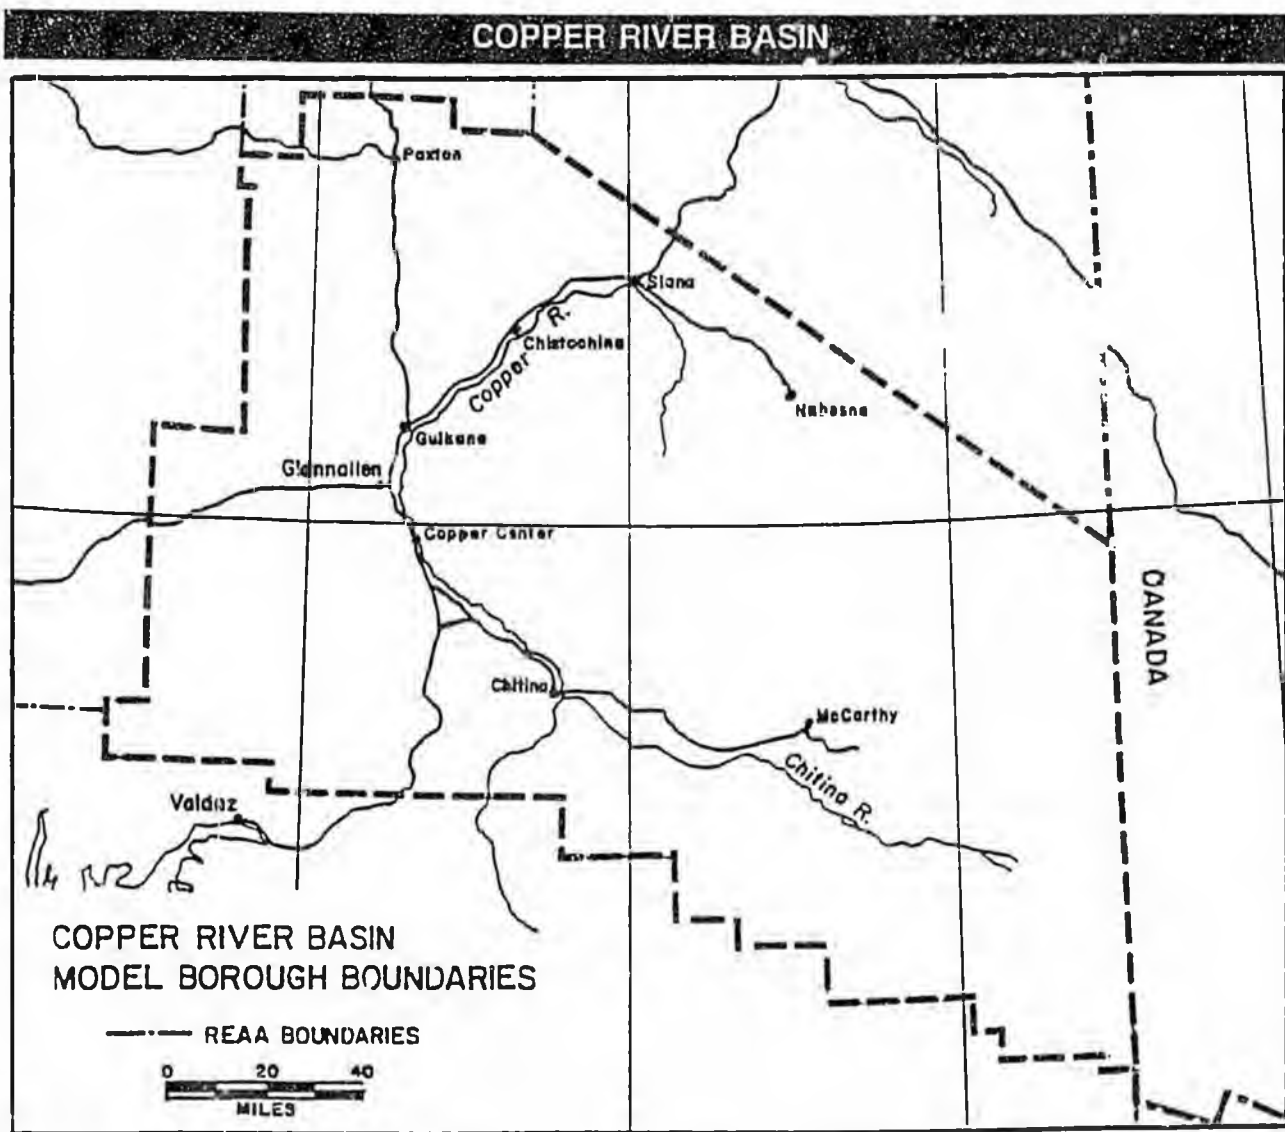 COPPER RIVER BASIN
Paxton
Slana
Chistochina
Copper R.
Nabesna
Gulkana
Glennallen
Copper Center
CANADA
Chitina
McCarthy
Chitina R.
Valdez
COPPER RIVER BASIN
MODEL BOROUGH BOUNDARIES
REAA BOUNDARIES
0 20 40
MILES